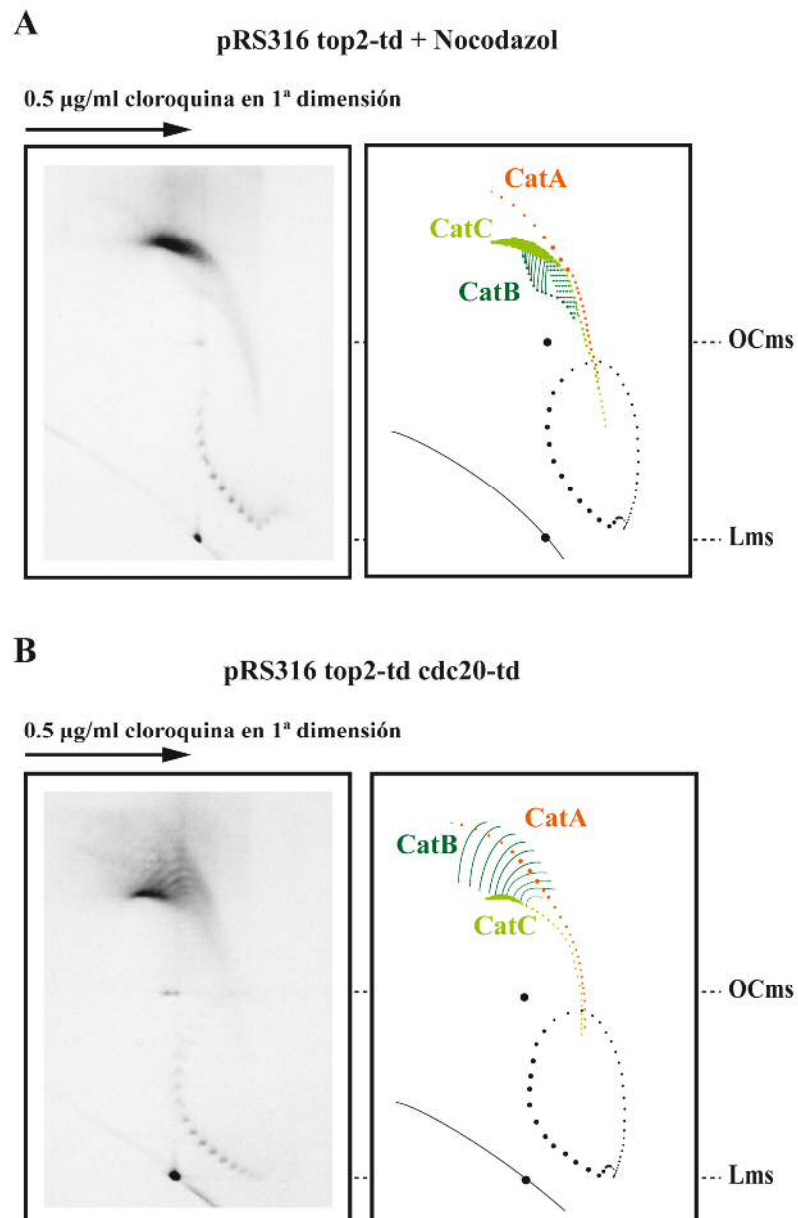 A
pRS316 top2-td + Nocodazol
0.5 µg/ml cloroquina en 1ª dimensión
CatA
CatC
CatB
OCms
Lms
B
pRS316 top2-td cdc20-td
0.5 µg/ml cloroquina en 1ª dimensión
CatB
CatA
CatC
OCms
Lms